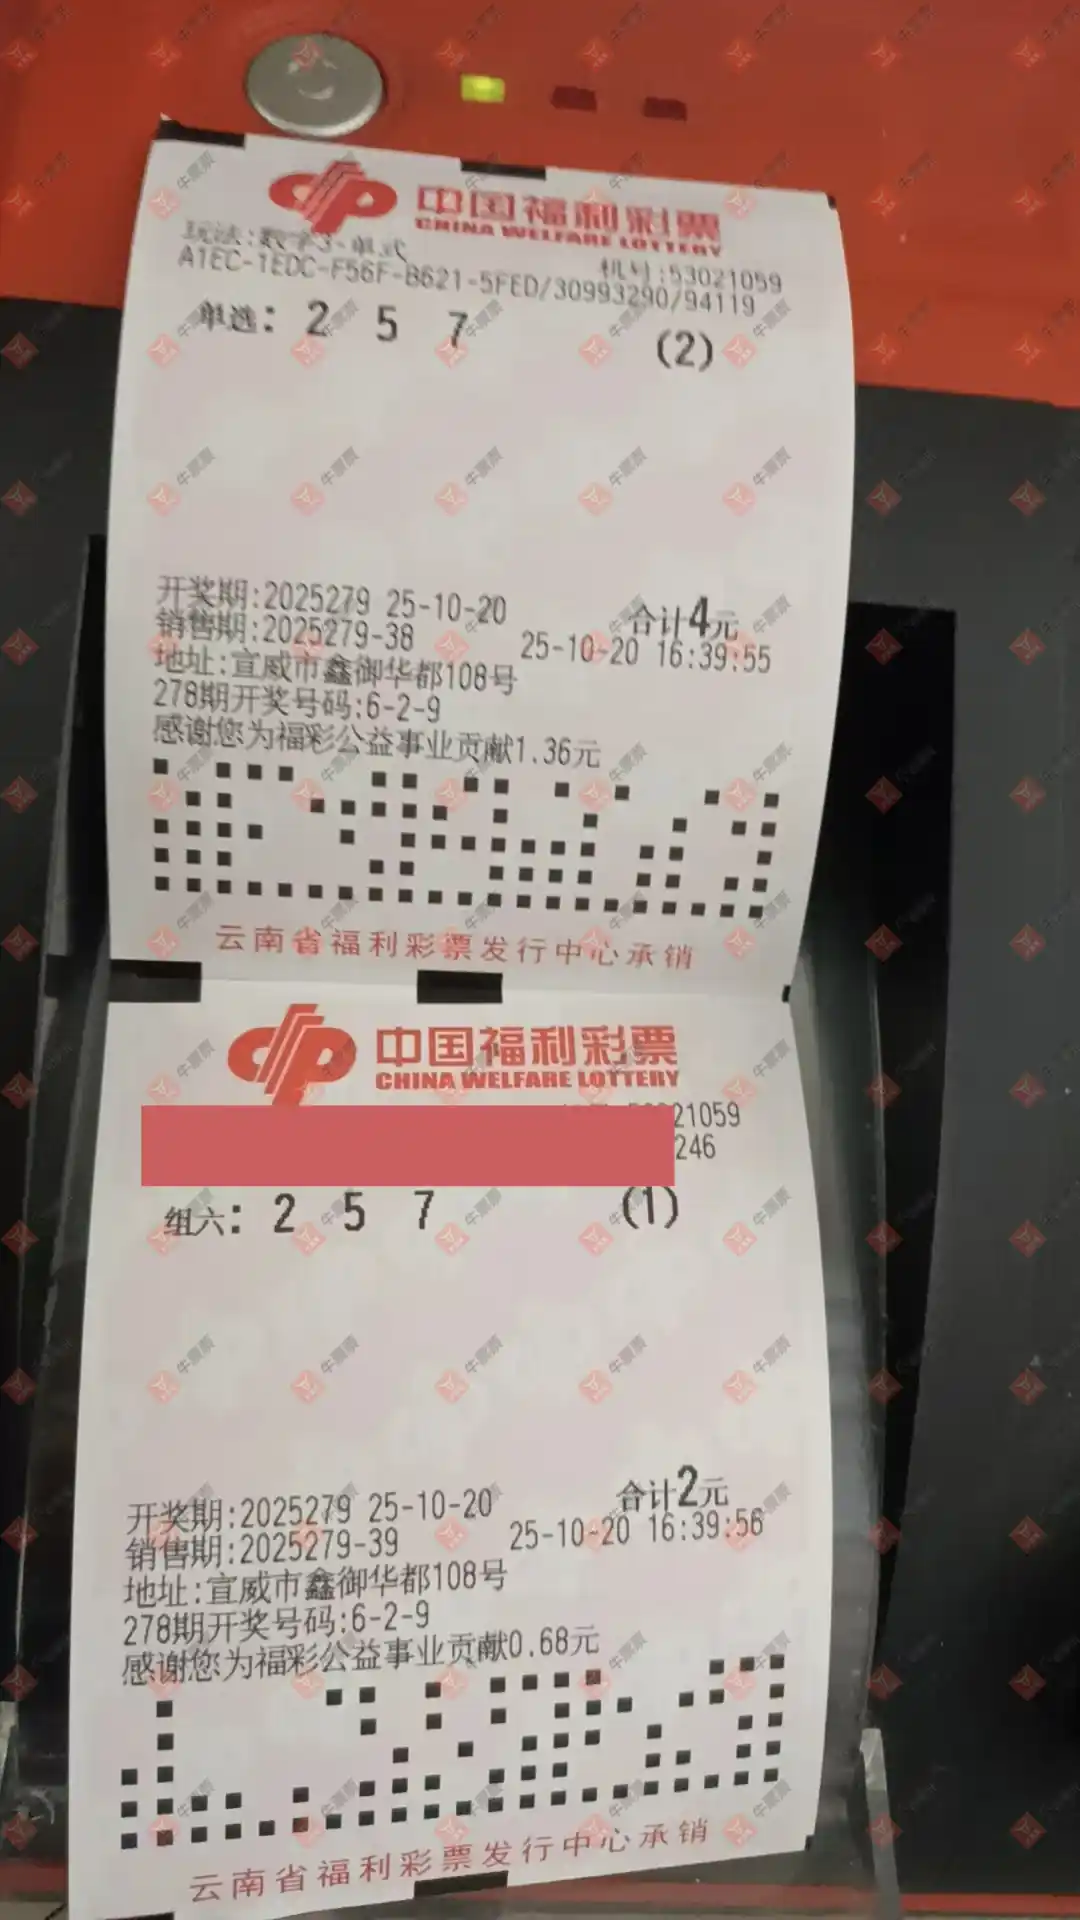 中国福利彩票
CHINA WELFARE LOTTERY
玩法:数字3-单式
机号:53021059
A1EC-1EDC-F56F-B621-5FED/30993290/94119
单选: 2 5 7 (2)
开奖期:2025279 25-10-20
合计4元
销售期:2025279-38
25-10-20 16:39:55
地址:宣威市鑫御华都108号
278期开奖号码:6-2-9
感谢您为福彩公益事业贡献1.36元
云南省福利彩票发行中心承销
中国福利彩票
CHINA WELFARE LOTTERY
21059
246
组六: 2 5 7 (1)
开奖期:2025279 25-10-20
合计2元
销售期:2025279-39
25-10-20 16:39:56
地址:宣威市鑫御华都108号
278期开奖号码:6-2-9
感谢您为福彩公益事业贡献0.68元
云南省福利彩票发行中心承销